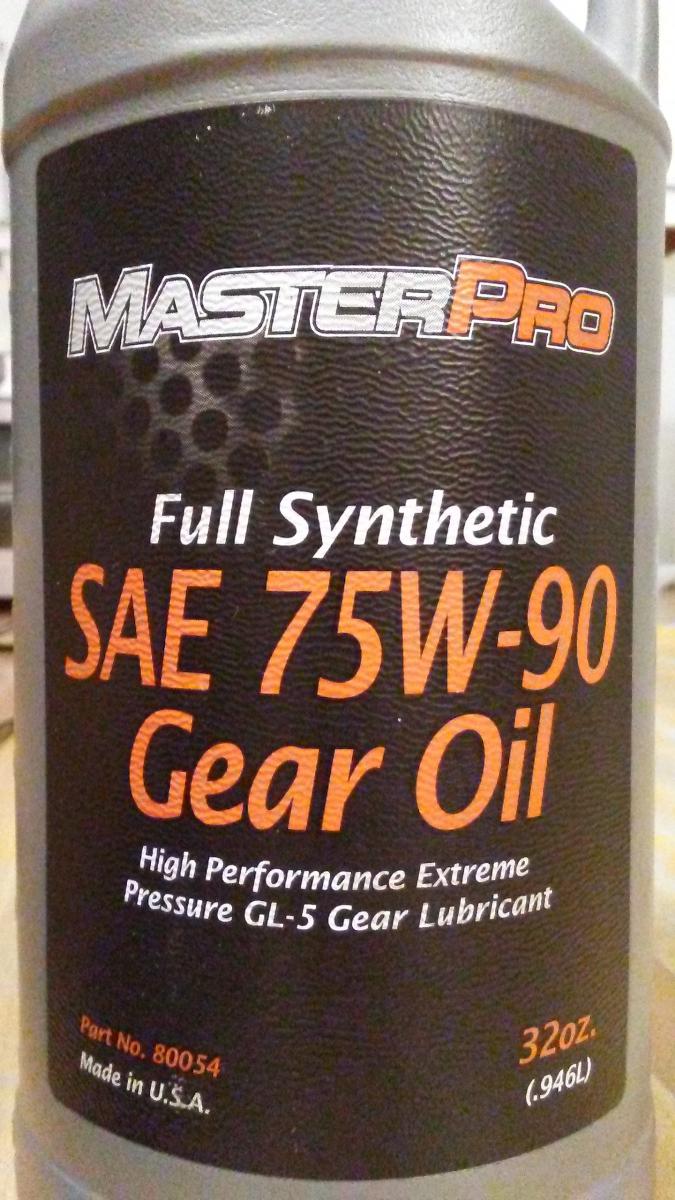 MASTERPRO
Full Synthetic
SAE 75W-90
Gear Oil
High Performance Extreme
Pressure GL-5 Gear Lubricant
Part No. 80054
Made in U.S.A.
32oz.
(.946L)